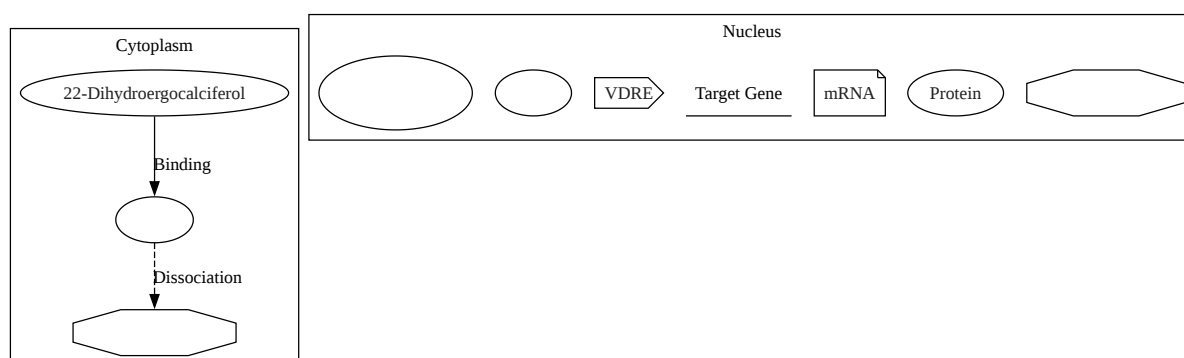 Cytoplasm
22-Dihydroergocalciferol
Binding
Dissociation
Nucleus
VDRE
Target Gene
mRNA
Protein